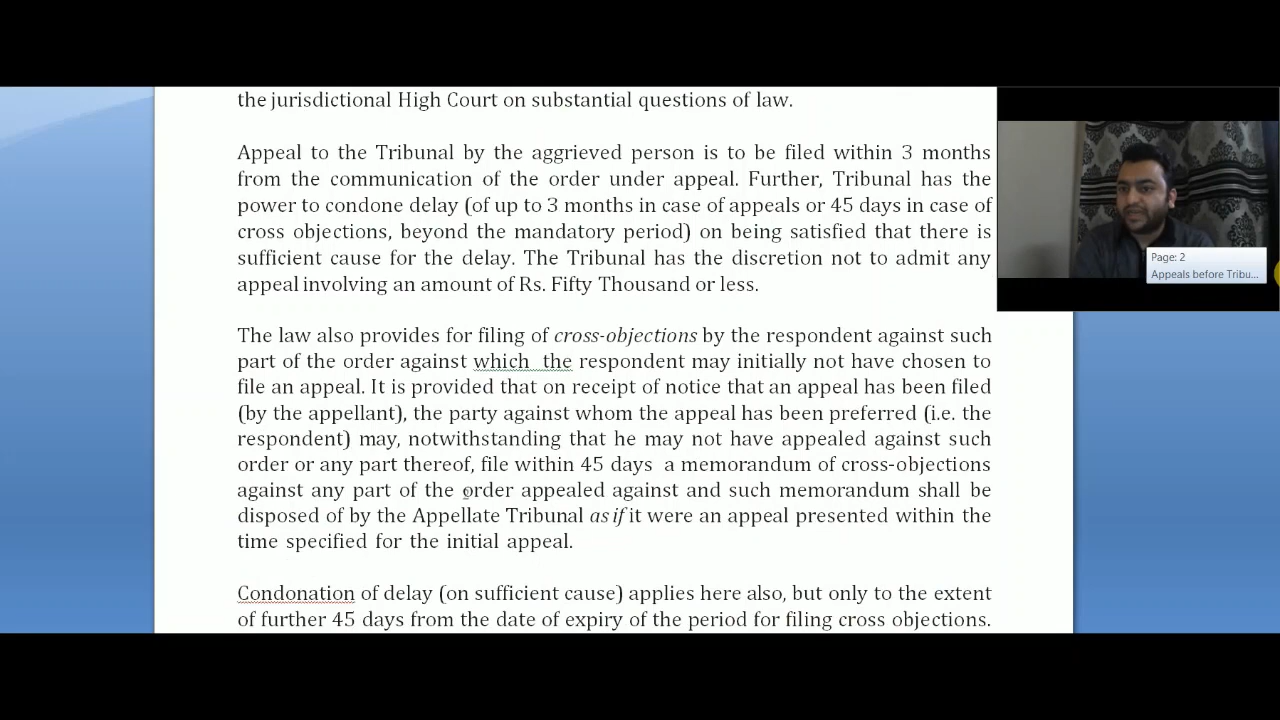 the jurisdictional High Court on substantial questions of law.
Appeal to the Tribunal by the aggrieved person is to be filed within 3 months
from the communication of the order under appeal. Further, Tribunal has the
power to condone delay (of up to 3 months in case of appeals or 45 days in case of
cross objections, beyond the mandatory period) on being satisfied that there is
sufficient cause for the delay. The Tribunal has the discretion not to admit any
appeal involving an amount of Rs. Fifty Thousand or less.
The law also provides for filing of cross-objections by the respondent against such
part of the order against which the respondent may initially not have chosen to
file an appeal. It is provided that on receipt of notice that an appeal has been filed
(by the appellant), the party against whom the appeal has been preferred (i.e. the
respondent) may, notwithstanding that he may not have appealed against such
order or any part thereof, file within 45 days a memorandum of cross-objections
against any part of the order appealed against and such memorandum shall be
disposed of by the Appellate Tribunal as if it were an appeal presented within the
time specified for the initial appeal.
Condonation of delay (on sufficient cause) applies here also, but only to the extent
of further 45 days from the date of expiry of the period for filing cross objections.
Page: 2
Appeals before Tribu...